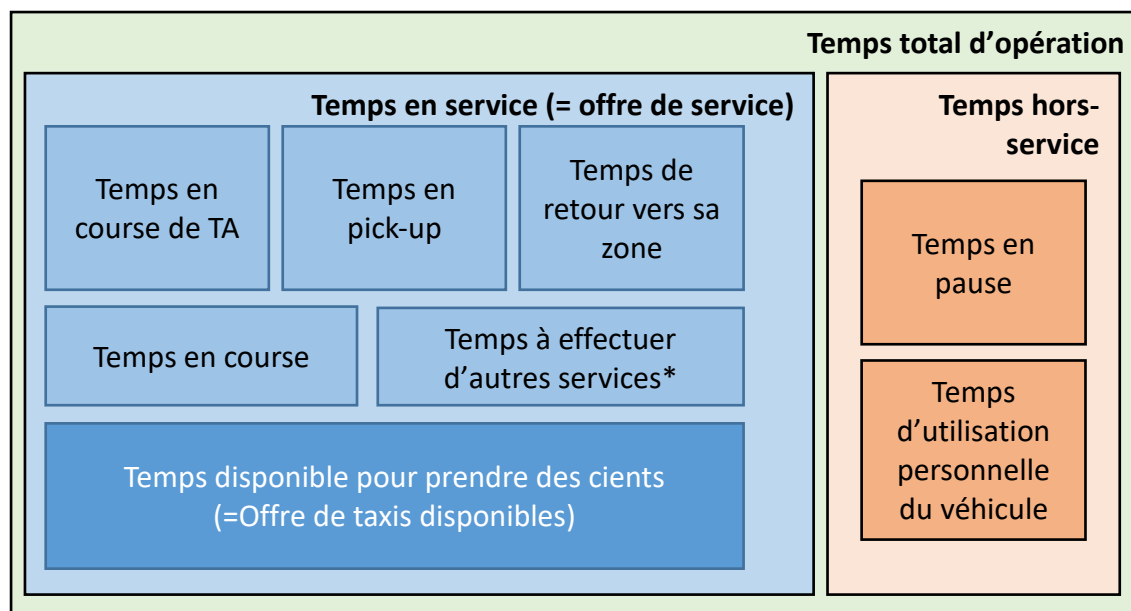 Temps total d’opération
Temps en service (= offre de service)
Temps en
course de TA
Temps en
pick-up
Temps de
retour vers sa
zone
Temps en course
Temps à effectuer
d’autres services*
Temps disponible pour prendre des cients
(=Offre de taxis disponibles)
Temps hors-
service
Temps en
pause
Temps
d’utilisation
personnelle
du véhicule